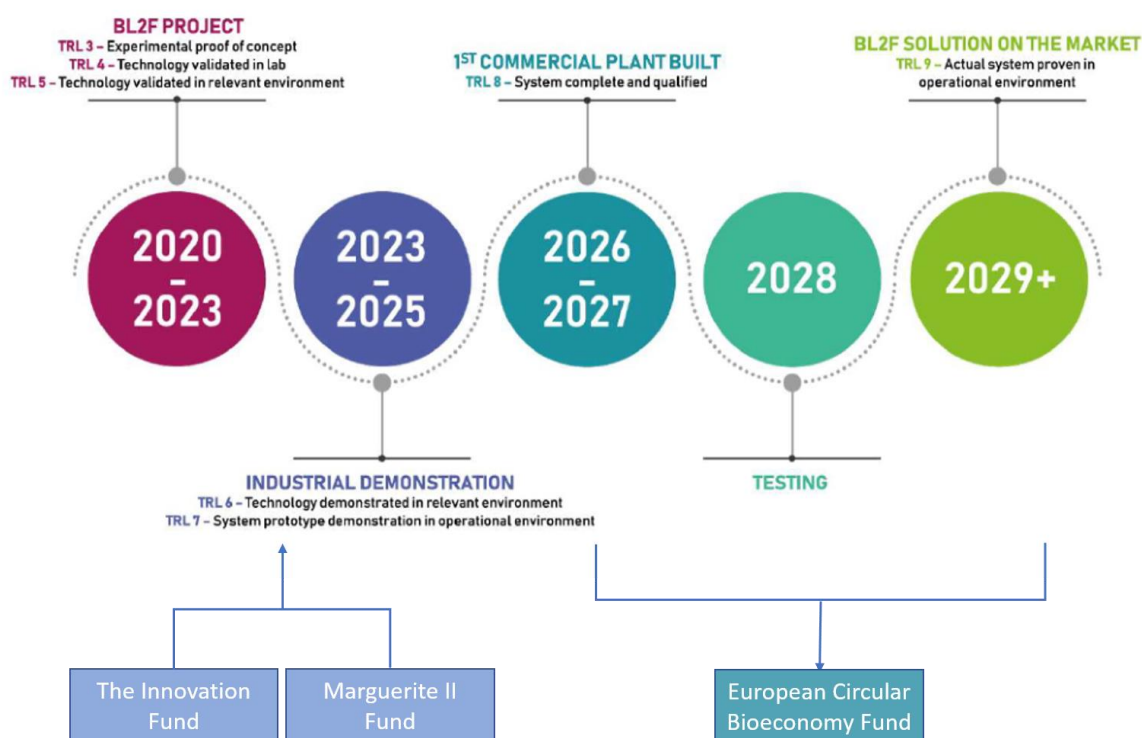 BL2F PROJECT
TRL 3 – Experimental proof of concept
TRL 4 – Technology validated in lab
TRL 5 – Technology validated in relevant environment
1ST COMMERCIAL PLANT BUILT
TRL 8 – System complete and qualified
BL2F SOLUTION ON THE MARKET
TRL 9 – Actual system proven in
operational environment
2020
-
2023
2023
-
2025
2026
-
2027
2028
2029+
INDUSTRIAL DEMONSTRATION
TRL 6 – Technology demonstrated in relevant environment
TRL 7 – System prototype demonstration in operational environment
TESTING
The Innovation
Fund
Marguerite II
Fund
European Circular
Bioeconomy Fund